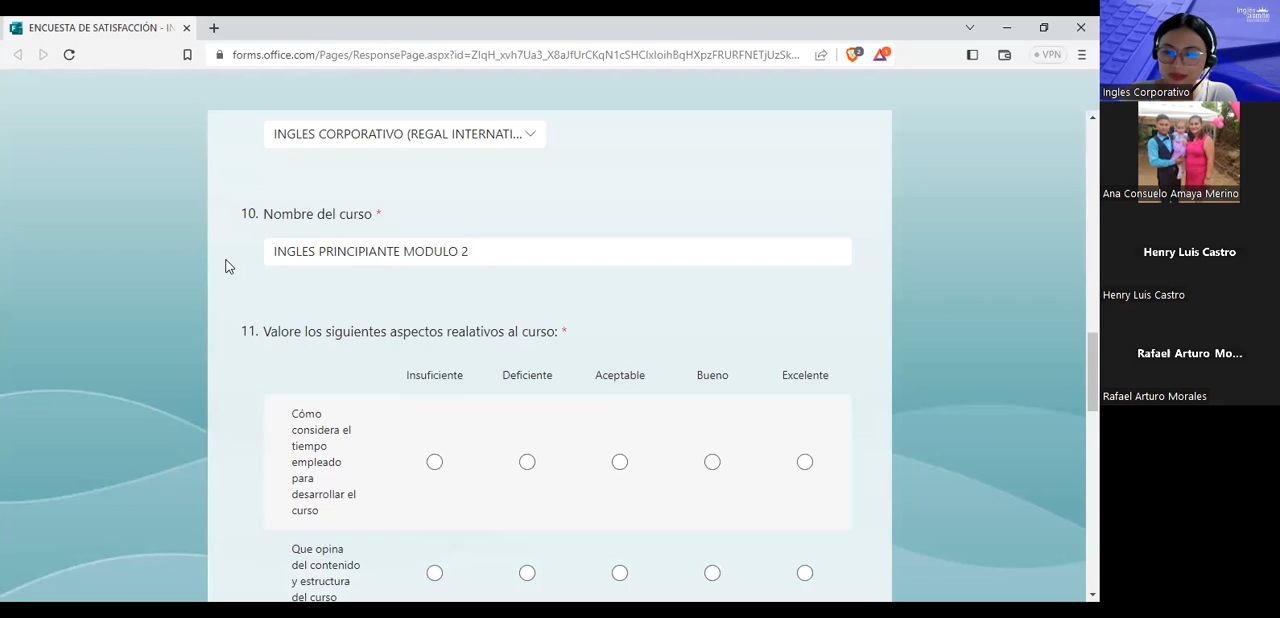 ENCUESTA DE SATISFACCIÓN - IN
forms.office.com/Pages/ResponsePage.aspx?id=ZIqH_xvh7Ua3_X8aJfUrCKqN1cSHClxIoihBqHXpzFRURFNETjUzSk...
2
1
VPN
INGLES CORPORATIVO (REGAL INTERNATI...
10. Nombre del curso *
INGLES PRINCIPIANTE MODULO 2
11. Valore los siguientes aspectos realativos al curso: *
Insuficiente Deficiente Aceptable Bueno Excelente
Cómo
considera el
tiempo
empleado
para
desarrollar el
curso
Que opina
del contenido
y estructura
del curso
Ingles Corporativo
Ana Consuelo Amaya Merino
Henry Luis Castro
Henry Luis Castro
Rafael Arturo Mo...
Rafael Arturo Morales